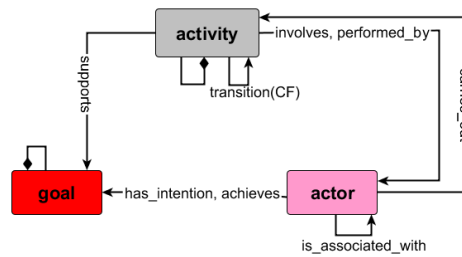 activity
involves, performed_by
supports
transition(CF)
goal
has_intention, achieves
actor
is_associated_with